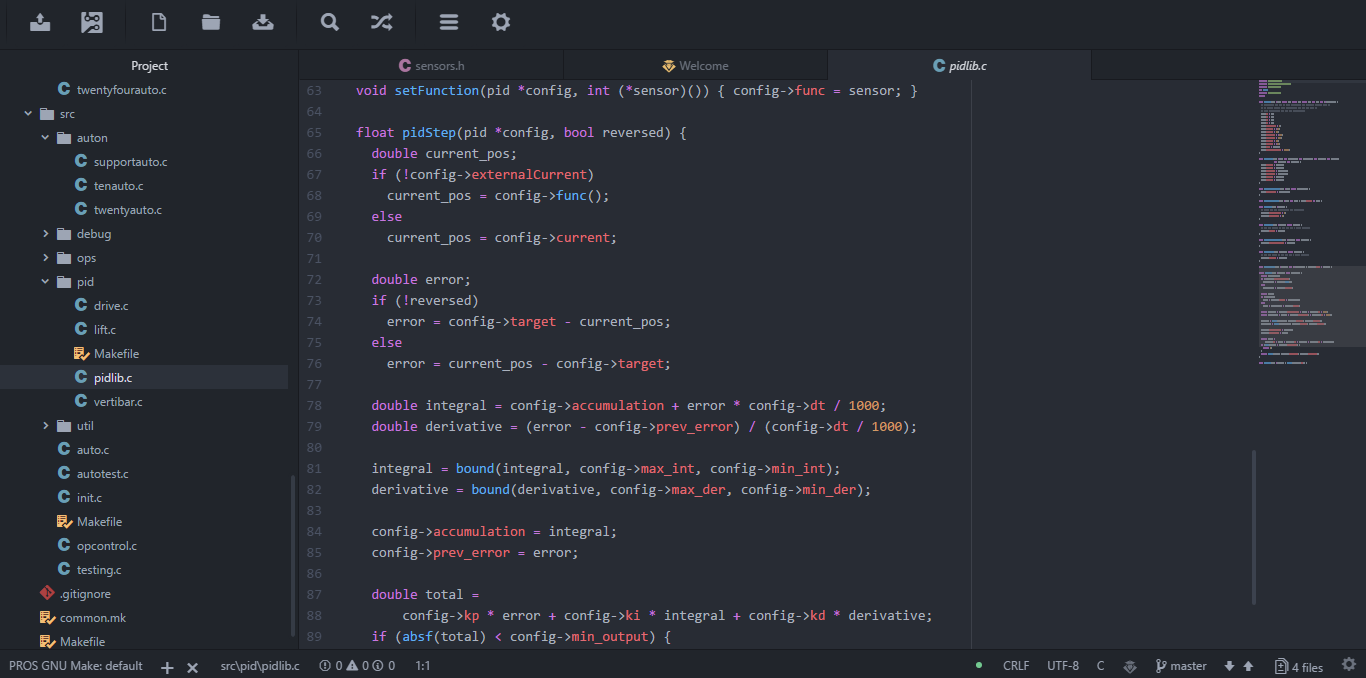 Project
twentyfourauto.c
src
auton
supportauto.c
tenauto.c
twentyauto.c
debug
ops
pid
drive.c
lift.c
Makefile
pidlib.c
vertibar.c
util
auto.c
autotest.c
init.c
Makefile
opcontrol.c
testing.c
.gitignore
common.mk
Makefile
sensors.h
Welcome
pidlib.c
63 void setFunction(pid *config, int (*sensor)()) { config->func = sensor; }
64
65 float pidStep(pid *config, bool reversed) {
66   double current_pos;
67   if (!config->externalCurrent)
68     current_pos = config->func();
69   else
70     current_pos = config->current;
71
72   double error;
73   if (!reversed)
74     error = config->target - current_pos;
75   else
76     error = current_pos - config->target;
77
78   double integral = config->accumulation + error * config->dt / 1000;
79   double derivative = (error - config->prev_error) / (config->dt / 1000);
80
81   integral = bound(integral, config->max_int, config->min_int);
82   derivative = bound(derivative, config->max_der, config->min_der);
83
84   config->accumulation = integral;
85   config->prev_error = error;
86
87   double total =
88       config->kp * error + config->ki * integral + config->kd * derivative;
89   if (absf(total) < config->min_output) {
PROS GNU Make: default
src\pid\pidlib.c 0 0 0 1:1
CRLF UTF-8 C master 4 files